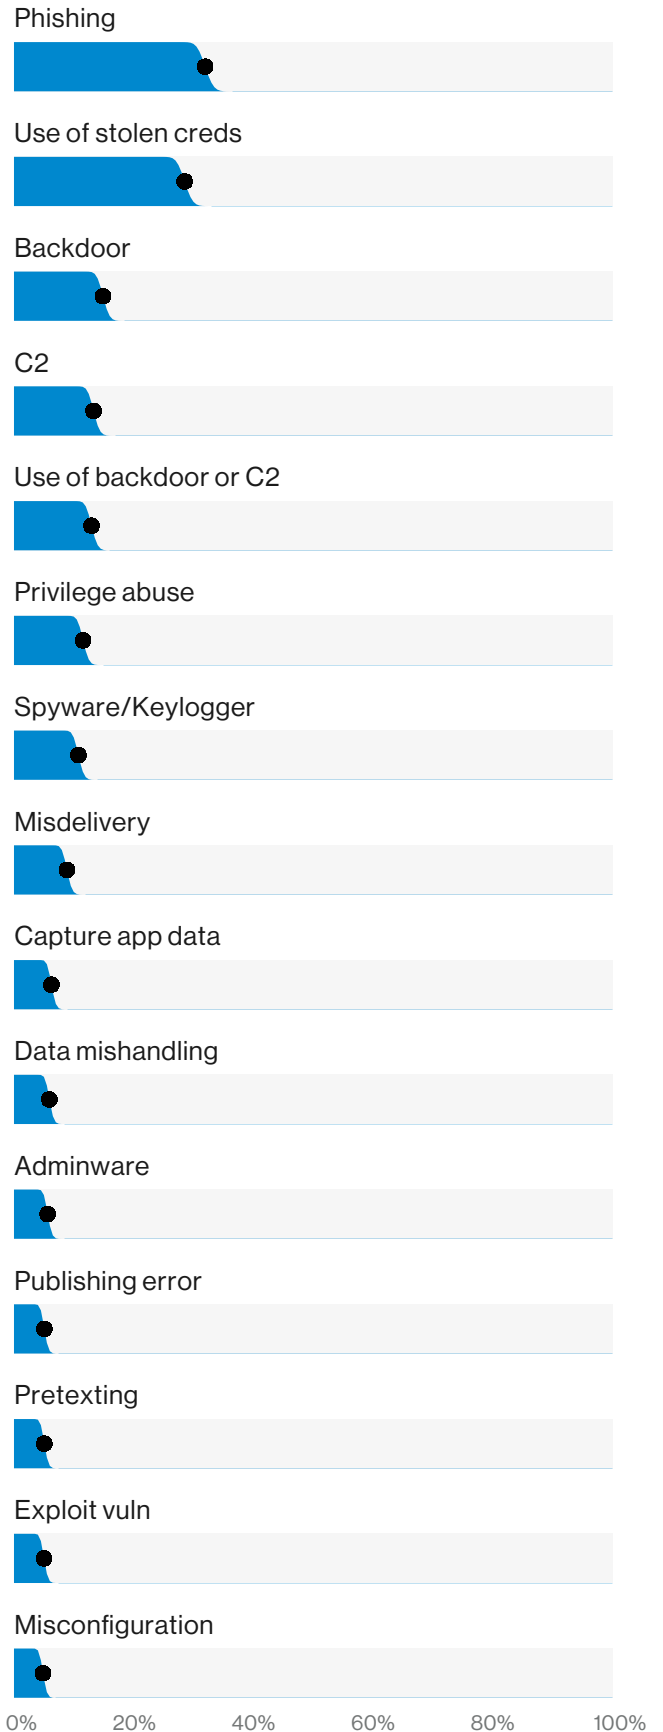 Phishing
Use of stolen creds
Backdoor
C2
Use of backdoor or C2
Privilege abuse
Spyware/Keylogger
Misdelivery
Capture app data
Data mishandling
Adminware
Publishing error
Pretexting
Exploit vuln
Misconfiguration
0% 20% 40% 60% 80% 100%